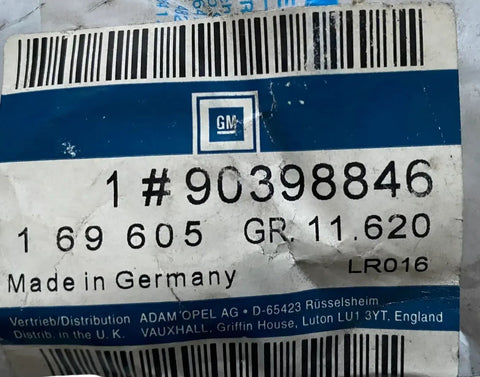 GM
1 # 90398846
1 69 605 GR. 11.620
Made in Germany LR016
Vertrieb/Distribution ADAM OPEL AG • D-65423 Rüsselsheim
Distrib. in the U. K. VAUXHALL, Griffin House, Luton LU1 3YT, England